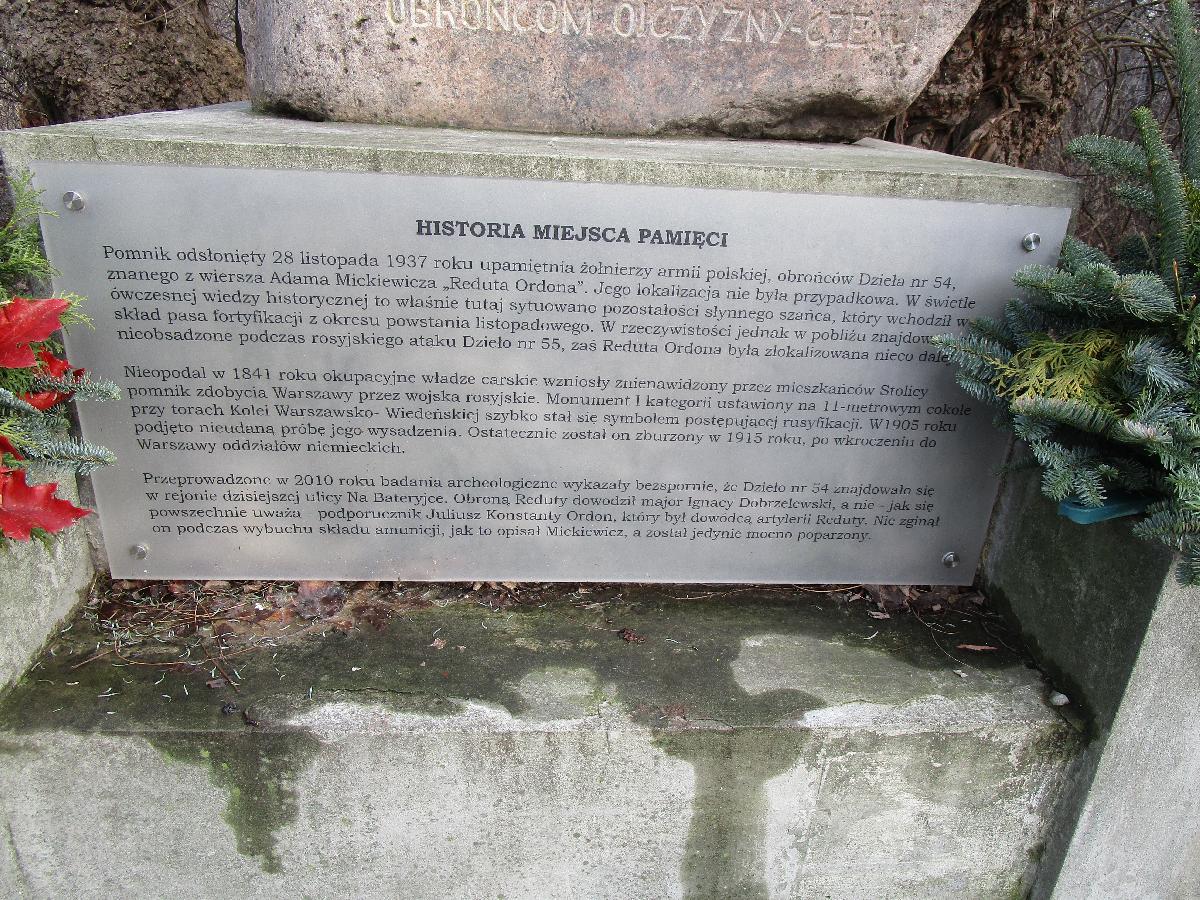 OBROŃCOM OJCZYZNY-CZEŚĆ
HISTORIA MIEJSCA PAMIĘCI
Pomnik odsłonięty 28 listopada 1937 roku upamiętnia żołnierzy armii polskiej, obrońców Dzieła nr 54,
znanego z wiersza Adama Mickiewicza „Reduta Ordona”. Jego lokalizacja nie była przypadkowa. W świetle
ówczesnej wiedzy historycznej to właśnie tutaj sytuowano pozostałości słynnego szańca, który wchodził w
skład pasa fortyfikacji z okresu powstania listopadowego. W rzeczywistości jednak w pobliżu znajdow
nieobsadzone podczas rosyjskiego ataku Dzieło nr 55, zaś Reduta Ordona była zlokalizowana nieco dalej
Nieopodal w 1841 roku okupacyjne władze carskie wzniosły znienawidzony przez mieszkańców Stolicy
pomnik zdobycia Warszawy przez wojska rosyjskie. Monument I kategorii ustawiony na 11-metrowym cokole
przy torach Kolei Warszawsko- Wiedeńskiej szybko stał się symbolem postępującej rusyfikacji. W1905 roku
podjęto nieudaną próbę jego wysadzenia. Ostatecznie został on zburzony w 1915 roku, po wkroczeniu do
Warszawy oddziałów niemieckich.
Przeprowadzone w 2010 roku badania archeologiczne wykazały bezspornie, że Dzieło nr 54 znajdowało się
w rejonie dzisiejszej ulicy Na Bateryjce. Obroną Reduty dowodził major Ignacy Dobrzelewski, a nie - jak się
powszechnie uważa podporucznik Juliusz Konstanty Ordon, który był dowódcą artylerii Reduty. Nie zginął
on podczas wybuchu składu amunicji, jak to opisał Mickiewicz, a został jedynie mocno poparzony.